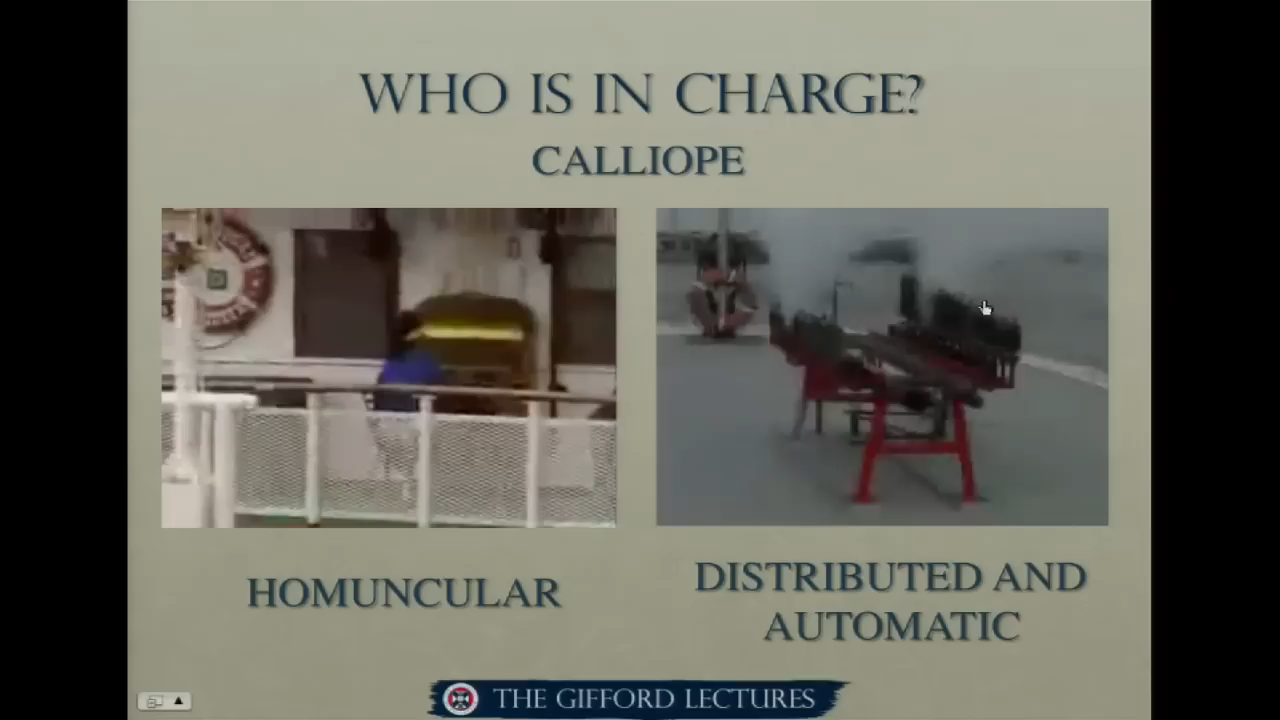 WHO IS IN CHARGE?
CALLIOPE
HOMUNCULAR
DISTRIBUTED AND
AUTOMATIC
THE GIFFORD LECTURES